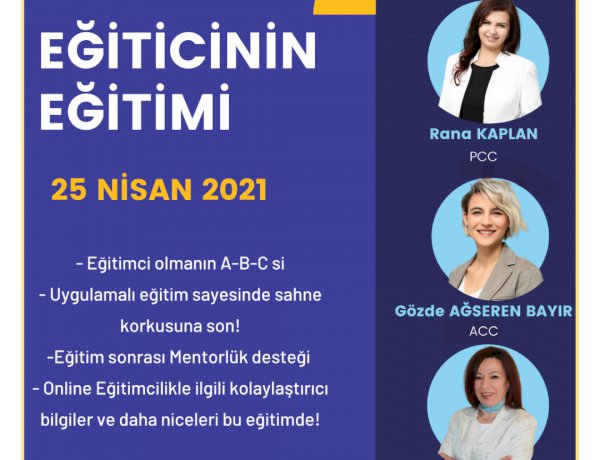 EĞİTİCİNİN
EĞİTİMİ
25 NİSAN 2021
- Eğitimci olmanın A-B-C si
- Uygulamalı eğitim sayesinde sahne
korkusuna son!
-Eğitim sonrası Mentorlük desteği
- Online Eğitimcilikle ilgili kolaylaştırıcı
bilgiler ve daha niceleri bu eğitimde!
Rana KAPLAN
PCC
Gözde AĞSEREN BAYIR
ACC